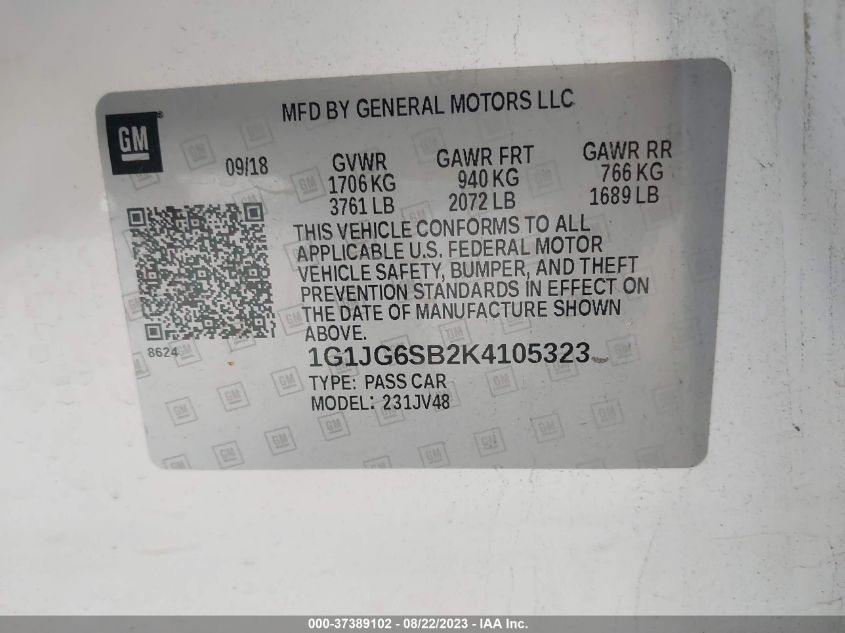 MFD BY GENERAL MOTORS LLC
GM
®
09/18
GVWR GAWR FRT GAWR RR
1706 KG 940 KG 766 KG
3761 LB 2072 LB 1689 LB
THIS VEHICLE CONFORMS TO ALL
APPLICABLE U.S. FEDERAL MOTOR
VEHICLE SAFETY, BUMPER, AND THEFT
PREVENTION STANDARDS IN EFFECT ON
THE DATE OF MANUFACTURE SHOWN
ABOVE.
8624
1G1JG6SB2K4105323
TYPE: PASS CAR
MODEL: 231JV48
000-37389102 - 08/22/2023 - IAA Inc.